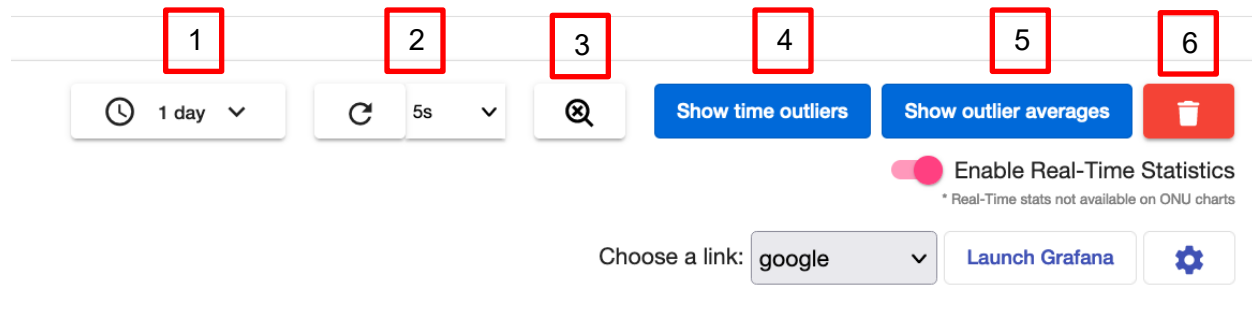 1 2 3 4 5 6
1 day 5s Show time outliers Show outlier averages
Enable Real-Time Statistics
* Real-Time stats not available on ONU charts
Choose a link: google Launch Grafana